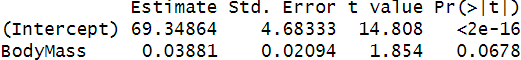 Estimate Std. Error t value Pr(>|t|)
(Intercept) 69.34864 4.68333 14.808 <2e-16
BodyMass 0.03881 0.02094 1.854 0.0678